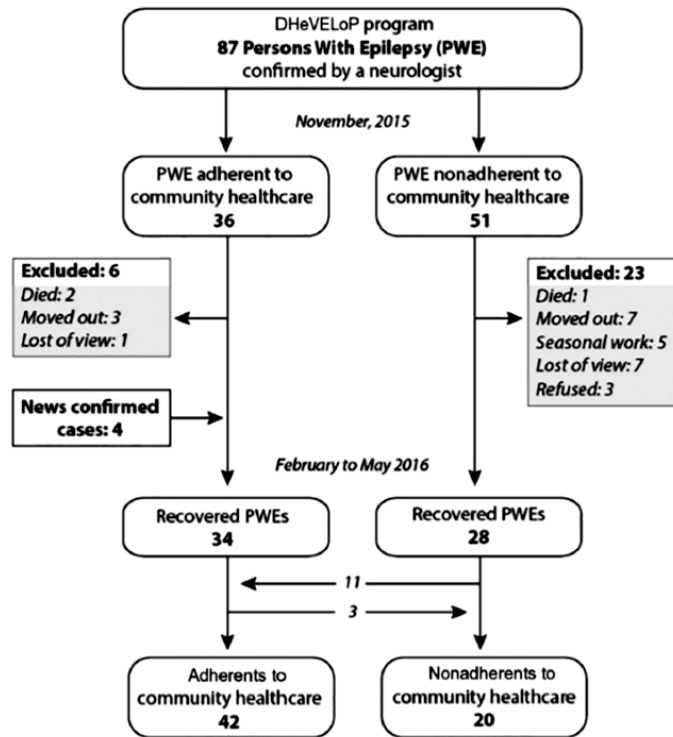 DHeVELoP program
87 Persons With Epilepsy (PWE)
confirmed by a neurologist
November, 2015
PWE adherent to
community healthcare
36
PWE nonadherent to
community healthcare
51
Excluded: 6
Died: 2
Moved out: 3
Lost of view: 1
Excluded: 23
Died: 1
Moved out: 7
Seasonal work: 5
Lost of view: 7
Refused: 3
News confirmed
cases: 4
February to May 2016
Recovered PWEs
34
Recovered PWEs
28
11
3
Adherents to
community healthcare
42
Nonadherents to
community healthcare
20